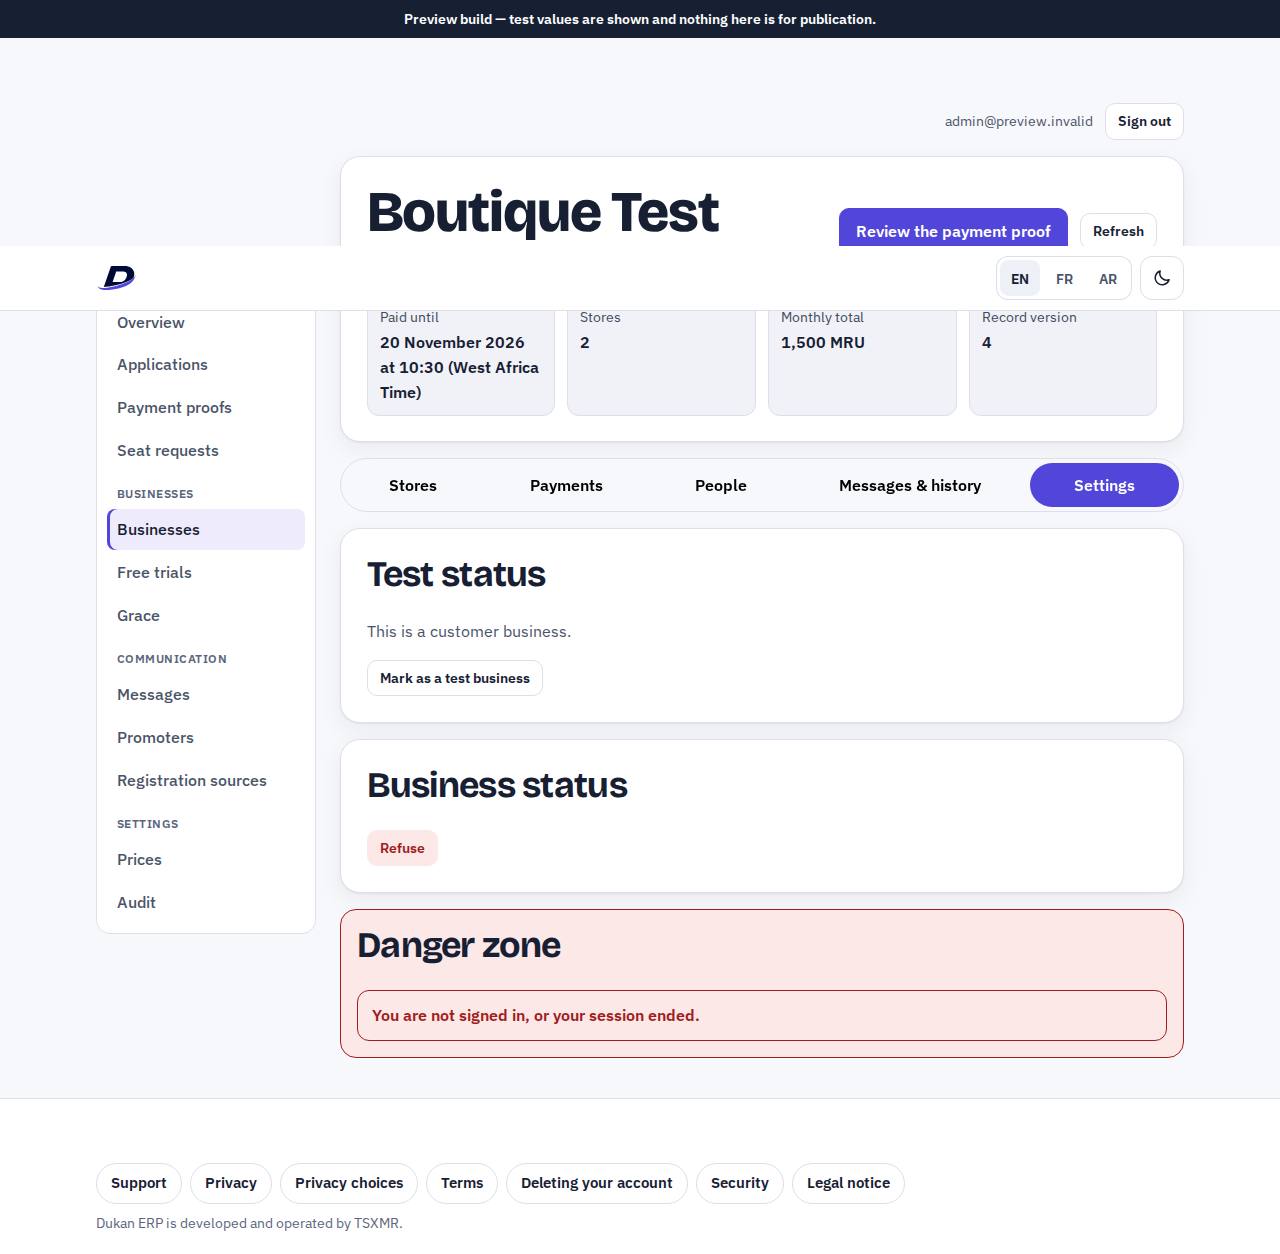 Preview build — test values are shown and nothing here is for publication.
admin@preview.invalid
Sign out
Boutique Test
Review the payment proof
Refresh
EN
FR
AR
Overview
Applications
Payment proofs
Seat requests
BUSINESSES
Businesses
Free trials
Grace
COMMUNICATION
Messages
Promoters
Registration sources
SETTINGS
Prices
Audit
Paid until
20 November 2026
at 10:30 (West Africa
Time)
Stores
2
Monthly total
1,500 MRU
Record version
4
Stores
Payments
People
Messages & history
Settings
Test status
This is a customer business.
Mark as a test business
Business status
Refuse
Danger zone
You are not signed in, or your session ended.
Support
Privacy
Privacy choices
Terms
Deleting your account
Security
Legal notice
Dukan ERP is developed and operated by TSXMR.